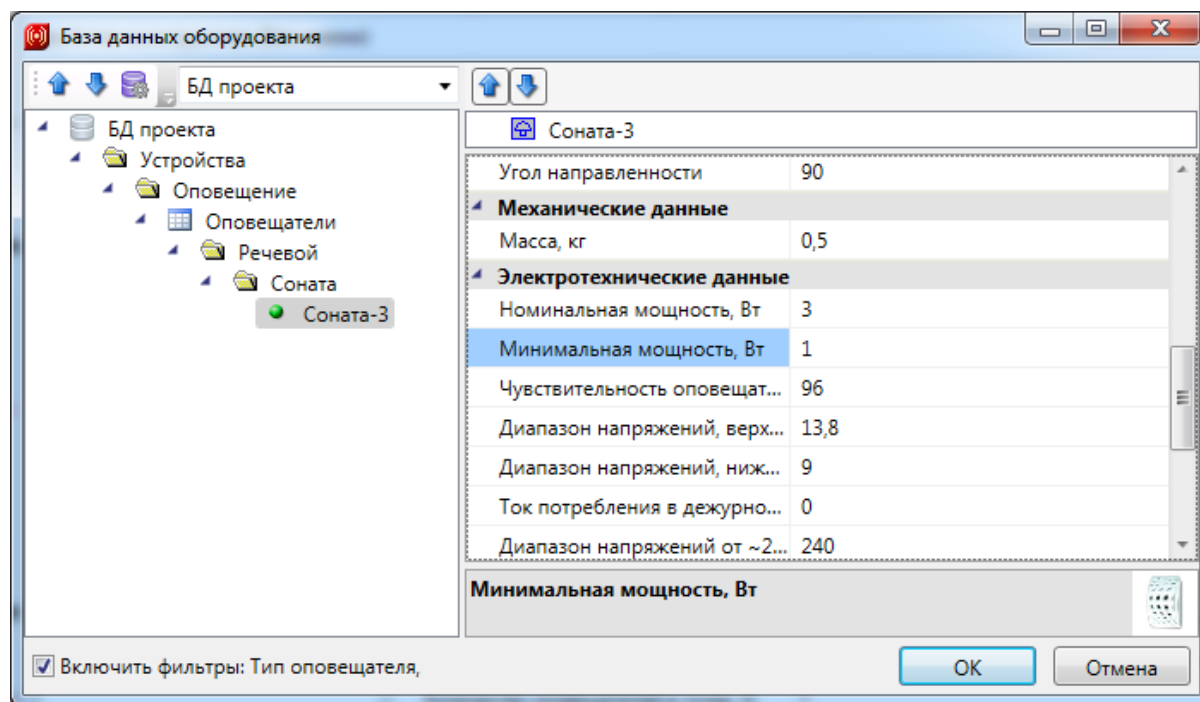 База данных оборудования
БД проекта
БД проекта
Устройства
Оповещение
Оповещатели
Речевой
Соната
Соната-3
Соната-3
Угол направленности 90
Механические данные
Масса, кг 0,5
Электротехнические данные
Номинальная мощность, Вт 3
Минимальная мощность, Вт 1
Чувствительность оповещат... 96
Диапазон напряжений, верх... 13,8
Диапазон напряжений, ниж... 9
Ток потребления в дежурно... 0
Диапазон напряжений от ~2... 240
Минимальная мощность, Вт
Включить фильтры: Тип оповещателя,
ОК Отмена